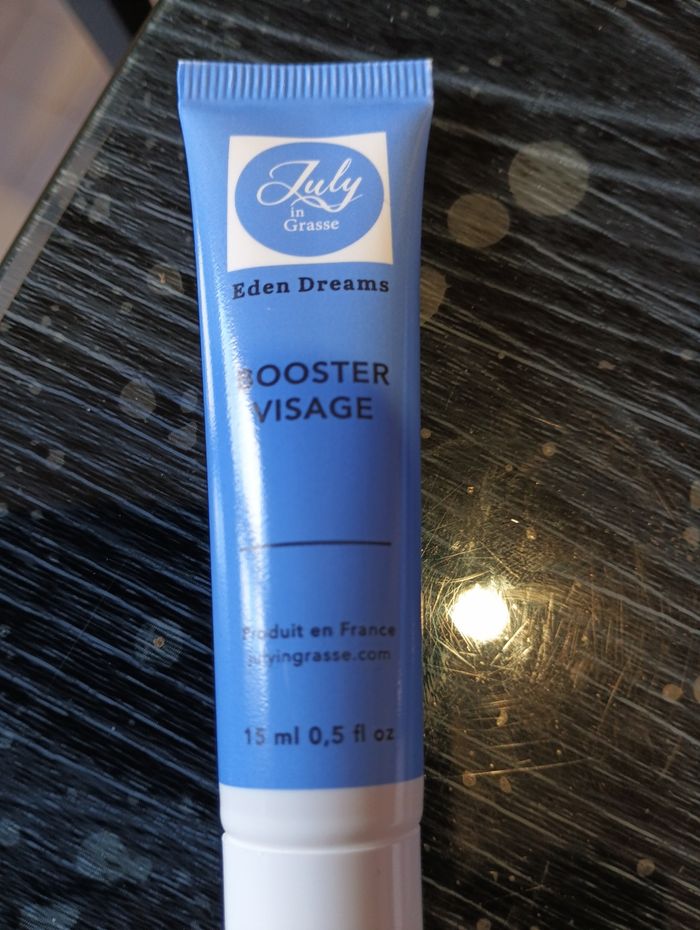 July
in
Grasse
Eden Dreams
BOOSTER
VISAGE
Produit en France
julyingrasse.com
15 ml 0,5 fl oz